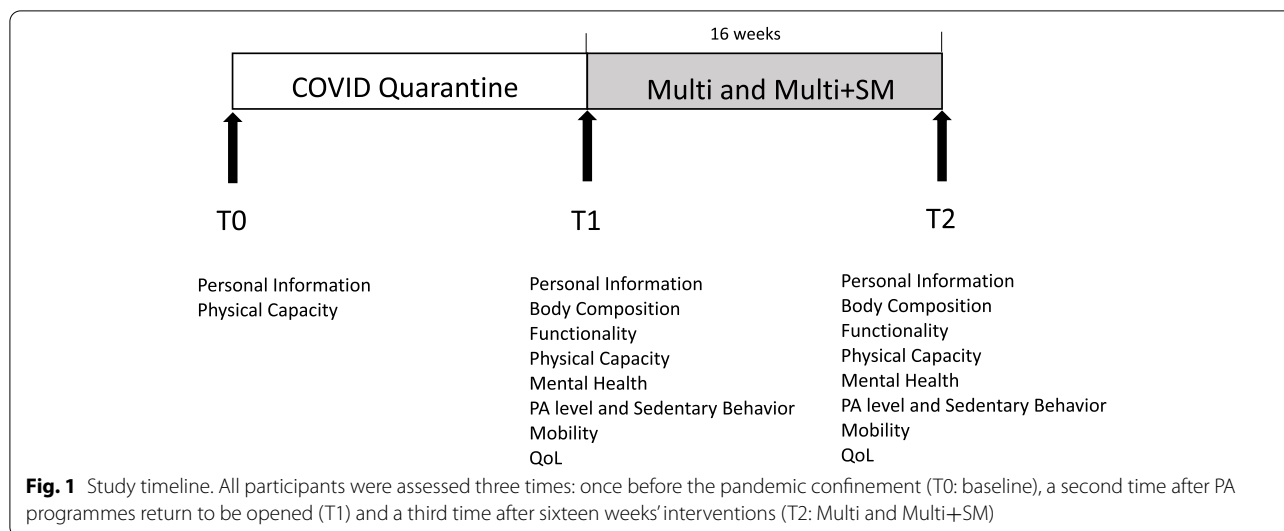 16 weeks
COVID Quarantine
Multi and Multi+SM
T0
T1
T2
Personal Information
Physical Capacity
Personal Information
Body Composition
Functionality
Physical Capacity
Mental Health
PA level and Sedentary Behavior
Mobility
QoL
Personal Information
Body Composition
Functionality
Physical Capacity
Mental Health
PA level and Sedentary Behavior
Mobility
QoL
Fig. 1 Study timeline. All participants were assessed three times: once before the pandemic confinement (T0: baseline), a second time after PA
programmes return to be opened (T1) and a third time after sixteen weeks’ interventions (T2: Multi and Multi+SM)